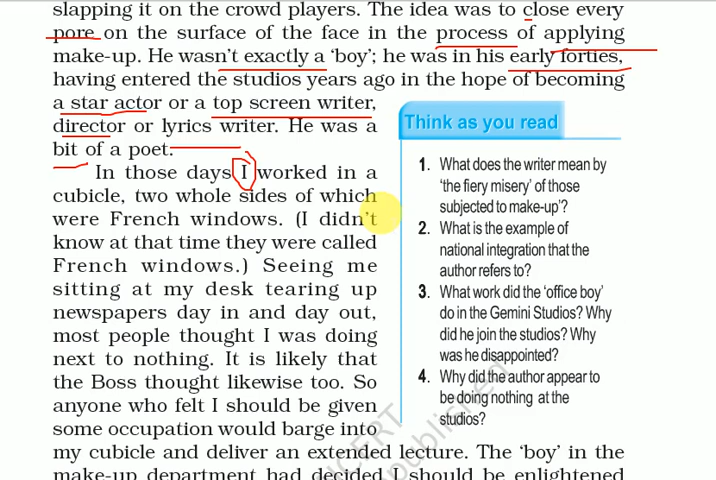 slapping it on the crowd players. The idea was to close every
pore on the surface of the face in the process of applying
make-up. He wasn't exactly a 'boy'; he was in his early forties,
having entered the studios years ago in the hope of becoming
a star actor or a top screen writer,
director or lyrics writer. He was a
bit of a poet.
In those days I worked in a
cubicle, two whole sides of which
were French windows. (I didn't
know at that time they were called
French windows.) Seeing me
sitting at my desk tearing up
newspapers day in and day out,
most people thought I was doing
next to nothing. It is likely that
the Boss thought likewise too. So
anyone who felt I should be given
some occupation would barge into
my cubicle and deliver an extended lecture. The 'boy' in the
make-up department had decided I should be enlightened
Think as you read
1. What does the writer mean by
'the fiery misery' of those
subjected to make-up'?
2. What is the example of
national integration that the
author refers to?
3. What work did the 'office boy'
do in the Gemini Studios? Why
did he join the studios? Why
was he disappointed?
4. Why did the author appear to
be doing nothing at the
studios?